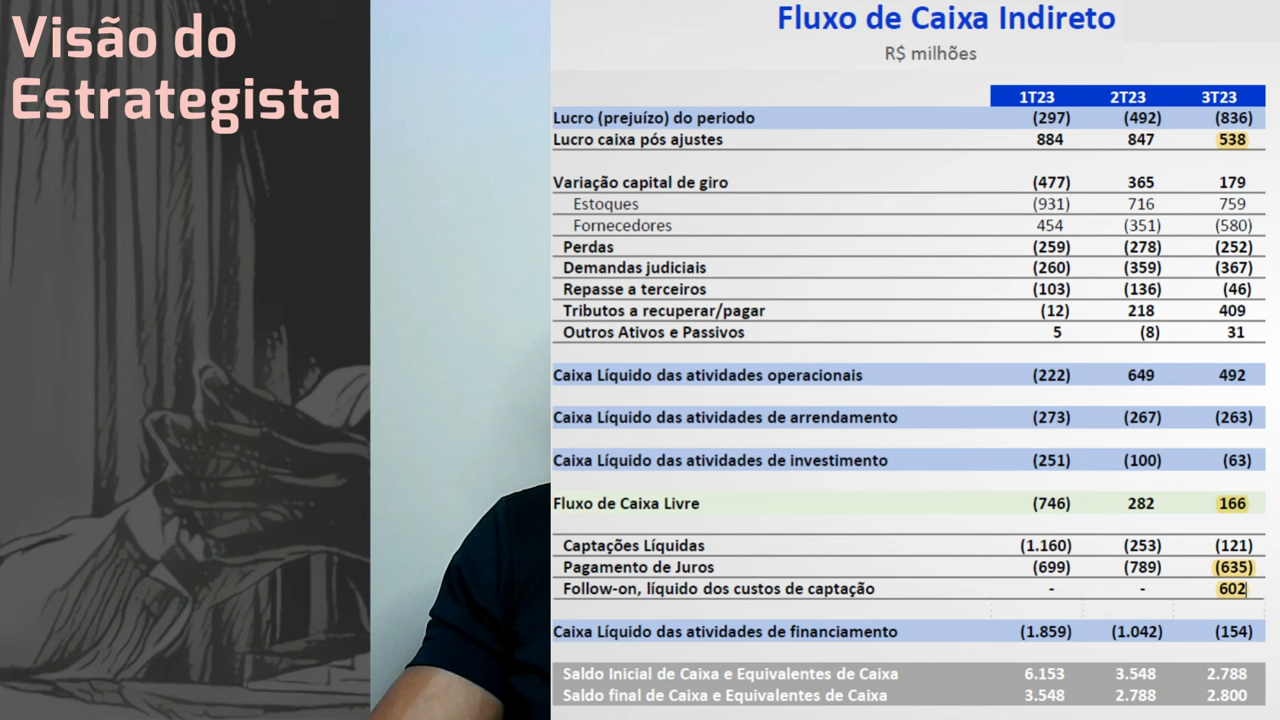 Visão do
Estrategista
Fluxo de Caixa Indireto
R$ milhões
1T23 2T23 3T23
Lucro (prejuízo) do periodo (297) (492) (836)
Lucro caixa pós ajustes 884 847 538
Variação capital de giro (477) 365 179
Estoques (931) 716 759
Fornecedores 454 (351) (580)
Perdas (259) (278) (252)
Demandas judiciais (260) (359) (367)
Repasse a terceiros (103) (136) (46)
Tributos a recuperar/pagar (12) 218 409
Outros Ativos e Passivos 5 (8) 31
Caixa Líquido das atividades operacionais (222) 649 492
Caixa Líquido das atividades de arrendamento (273) (267) (263)
Caixa Líquido das atividades de investimento (251) (100) (63)
Fluxo de Caixa Livre (746) 282 166
Captações Líquidas (1.160) (253) (121)
Pagamento de Juros (699) (789) (635)
Follow-on, líquido dos custos de captação - - 602
Caixa Líquido das atividades de financiamento (1.859) (1.042) (154)
Saldo Inicial de Caixa e Equivalentes de Caixa 6.153 3.548 2.788
Saldo final de Caixa e Equivalentes de Caixa 3.548 2.788 2.800